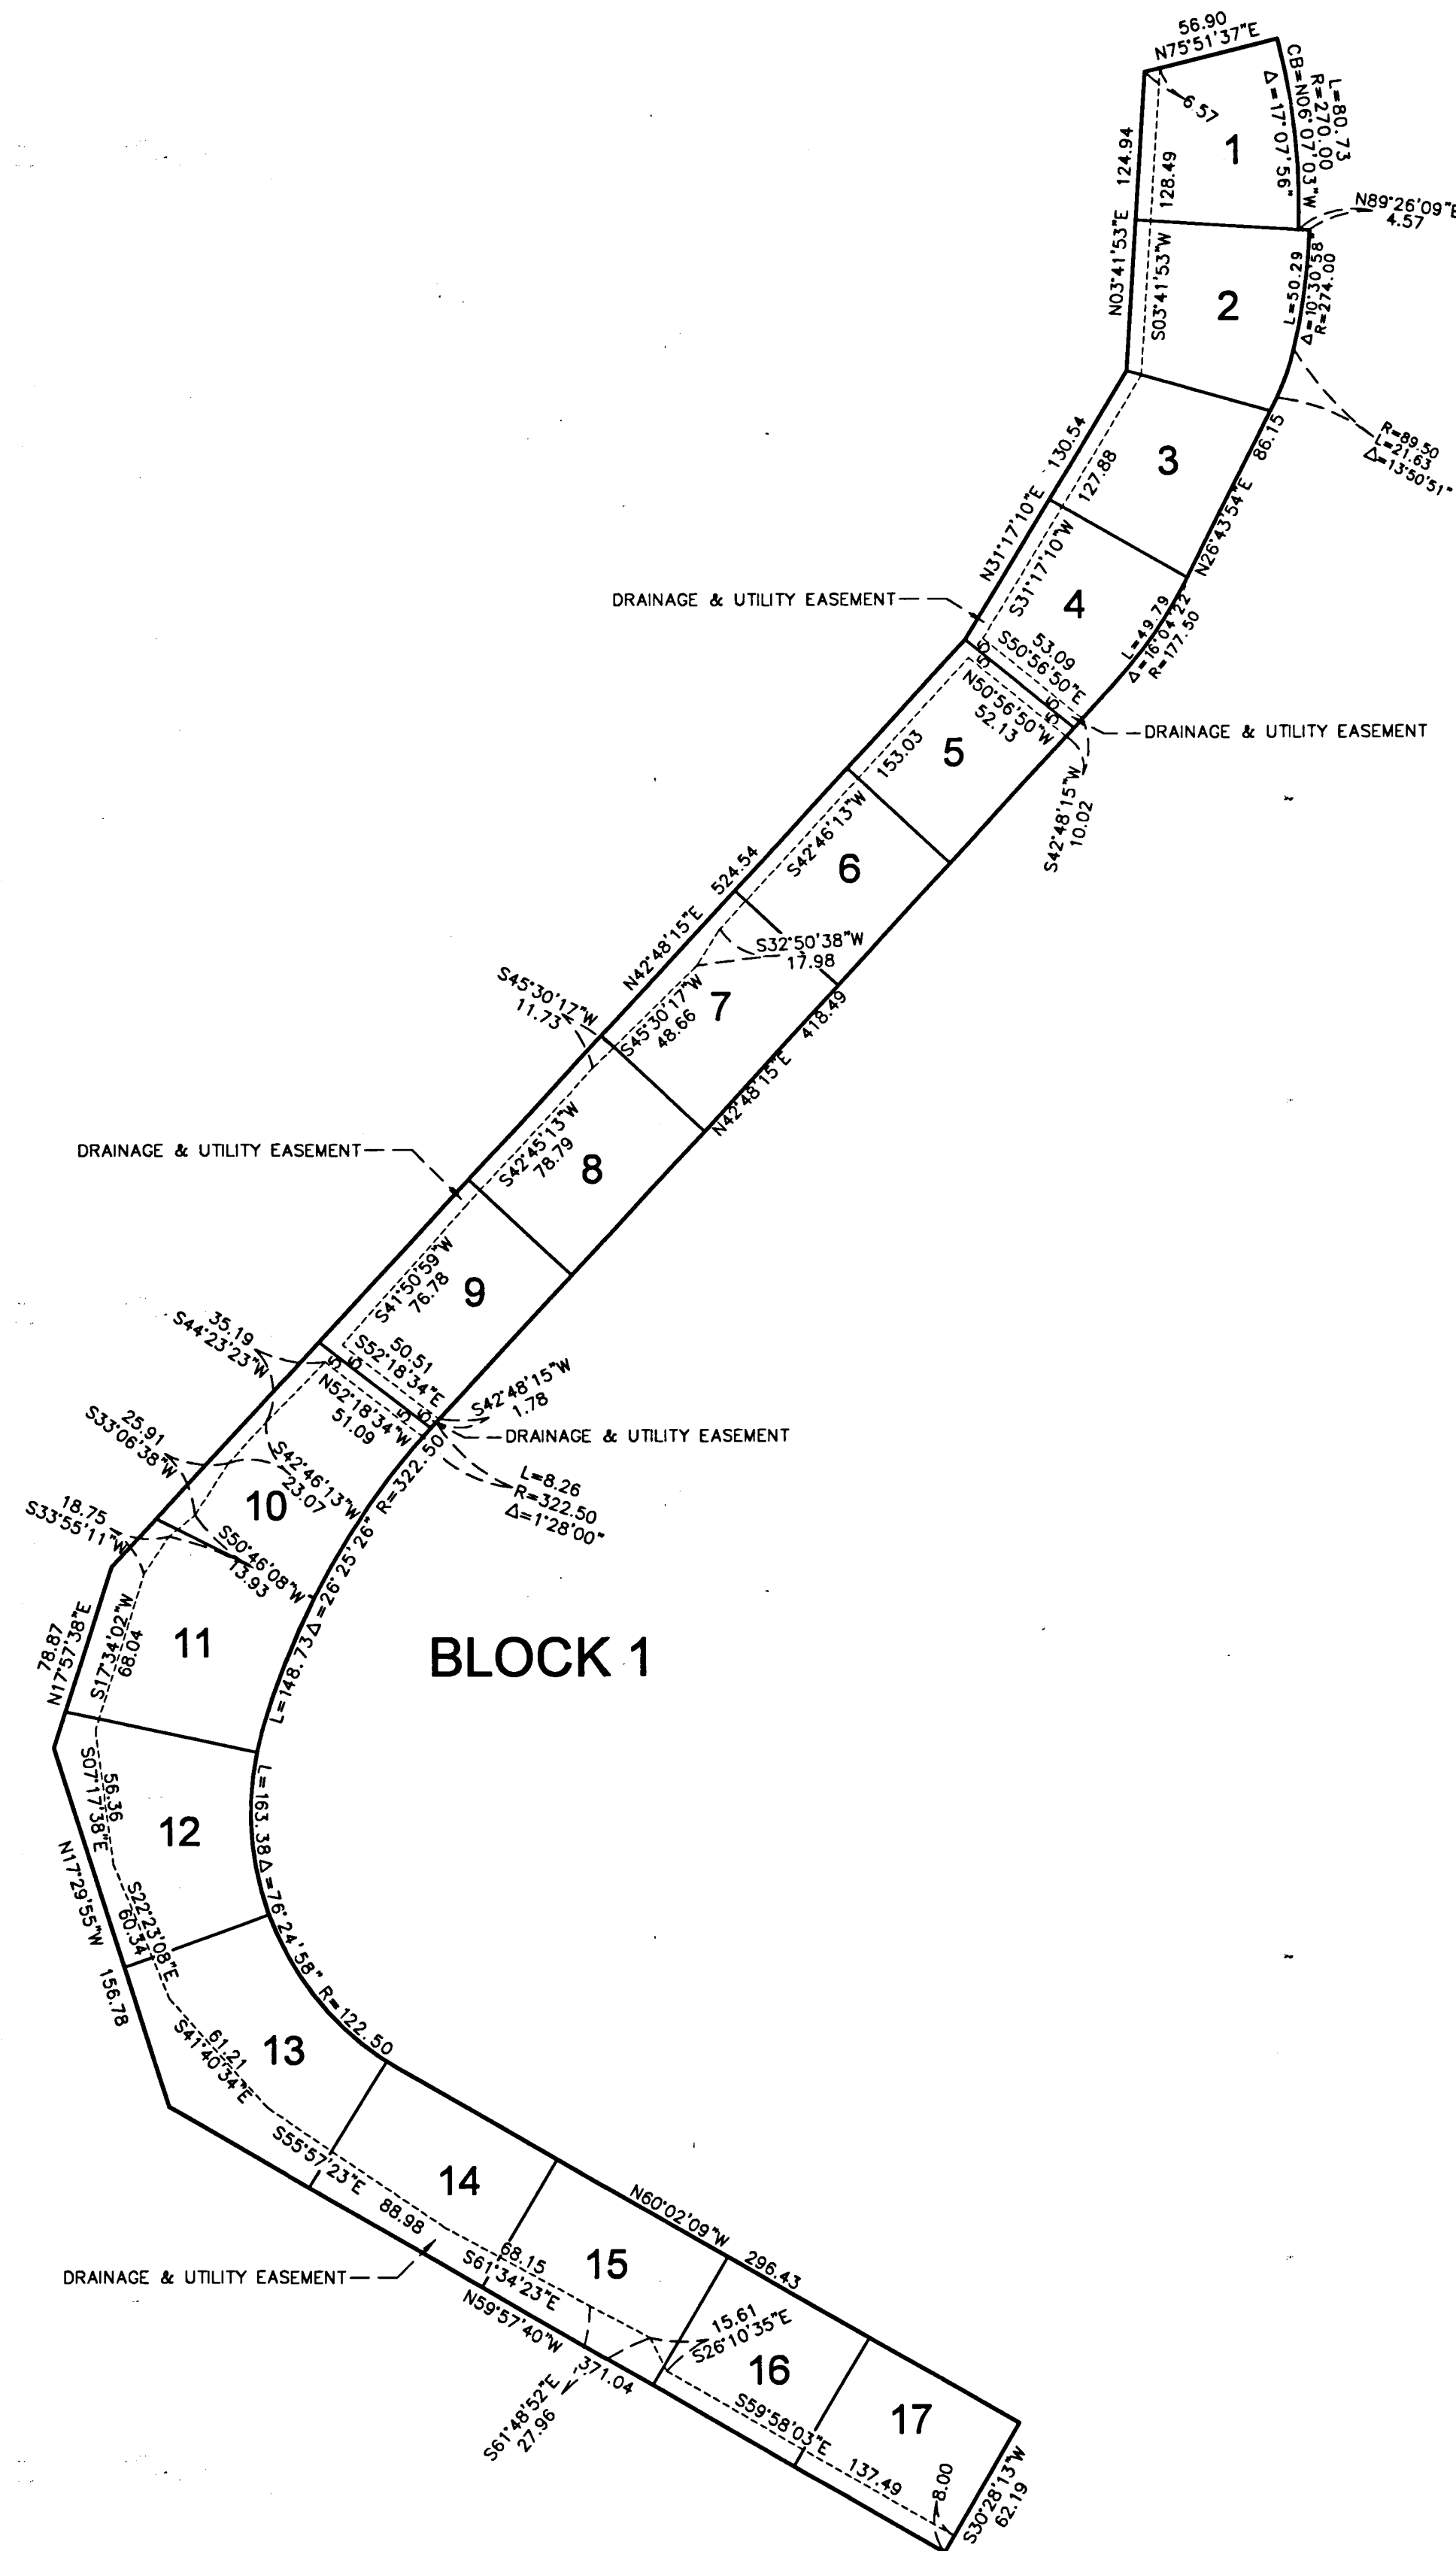 56.90
N75°51'37"E
6.57
L=80.73
R=270.00
CB=N06°07'03"W
Δ=17°07'56"
1
124.94
128.49
N89°26'09"E
4.57
N03°41'53"E
S03°41'53"W
2
L=50.29
Δ=10°30'58"
R=274.00
R=89.50
L=21.63
Δ=13°50'51"
130.54
127.88
3
86.15
N26°43'54"E
N31°17'10"E
S31°17'10"W
DRAINAGE & UTILITY EASEMENT
4
L=49.79
Δ=16°04'22"
R=177.50
53.09
S50°56'50"E
5
5
N50°56'50"W
52.13
5
5
DRAINAGE & UTILITY EASEMENT
S42°48'15"W
10.02
153.03
5
S42°46'13"W
6
524.54
N42°48'15"E
S32°50'38"W
17.98
S45°30'17"W
11.73
S45°30'17"W
48.66
7
418.49
N42°48'15"E
DRAINAGE & UTILITY EASEMENT
S42°45'13"W
78.79
8
S41°50'59"W
76.78
9
35.19
S44°23'23"W
50.51
S52°18'34"E
5
5
N52°18'34"W
51.09
5
5
S42°48'15"W
1.78
DRAINAGE & UTILITY EASEMENT
L=8.26
R=322.50
Δ=1°28'00"
25.91
S33°06'38"W
S42°46'13"W
23.07
10
18.75
S33°55'11"W
S50°46'08"W
13.93
L=148.73 Δ=26°25'26" R=322.50
78.87
N17°57'38"E
S17°34'02"W
68.04
11
BLOCK 1
56.36
S07°17'38"E
12
L=163.38 Δ=76°24'58" R=122.50
N17°29'55"W
156.78
S22°23'08"E
60.34
61.21
S41°40'34"E
13
S55°57'23"E
88.98
14
DRAINAGE & UTILITY EASEMENT
68.15
S61°34'23"E
15
N60°02'09"W
296.43
N59°57'40"W
371.04
15.61
S26°10'35"E
S61°48'52"E
27.96
16
S59°58'03"E
137.49
17
8.00
S30°28'13"W
62.19